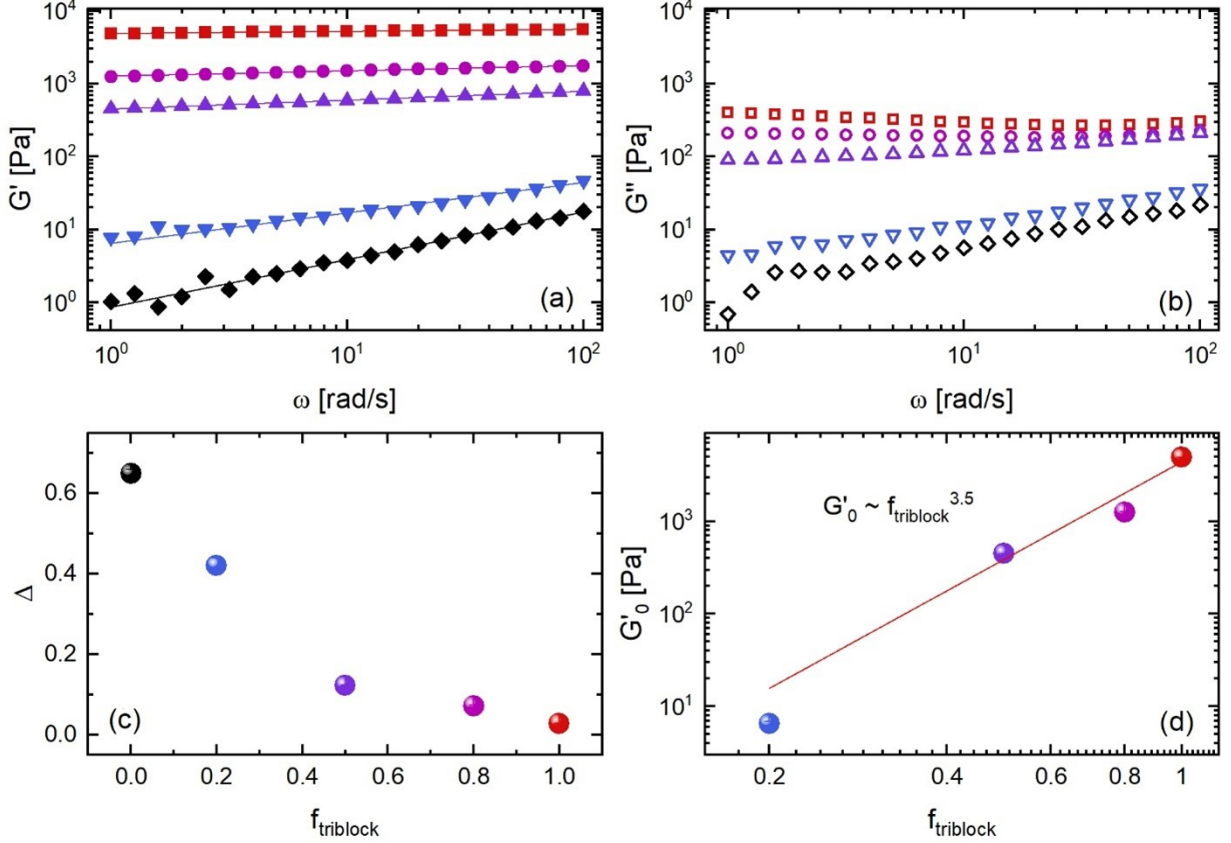 10⁴
10³
10²
10¹
10⁰
G' [Pa]
(a)
10⁰ 10¹ 10²
ω [rad/s]
10⁴
10³
10²
10¹
10⁰
G'' [Pa]
(b)
10⁰ 10¹ 10²
ω [rad/s]
0.6
0.4
0.2
0.0
Δ
(c)
0.0 0.2 0.4 0.6 0.8 1.0
f_triblock
10³
10²
10¹
G'₀ [Pa]
G'₀ ~ f_triblock^3.5
(d)
0.2 0.4 0.6 0.8 1
f_triblock